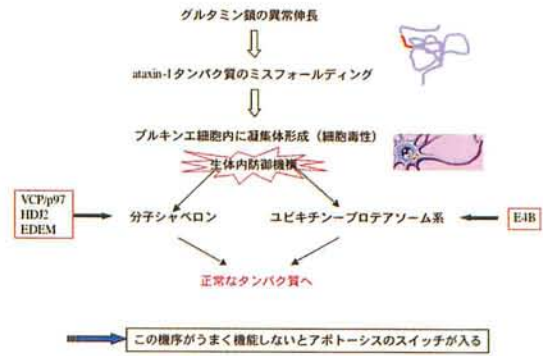 グルタミン鎖の異常伸長
ataxin-1タンパク質のミスフォールディング
プルキンエ細胞内に凝集体形成（細胞毒性）
生体内防御機構
VCP/p97
HDJ2
EDEM
分子シャペロン
ユビキチンープロテアソーム系
E4B
正常なタンパク質へ
この機序がうまく機能しないとアポトーシスのスイッチが入る